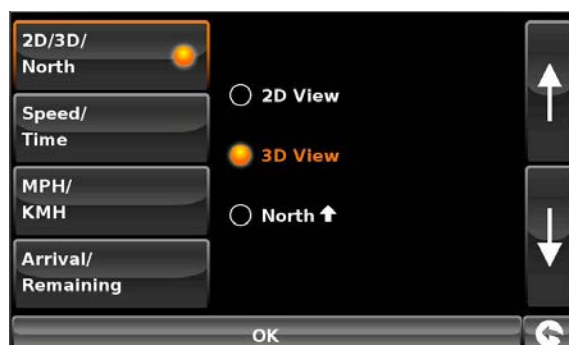 2D/3D/
North
Speed/
Time
MPH/
KMH
Arrival/
Remaining
2D View
3D View
North ⬆
OK